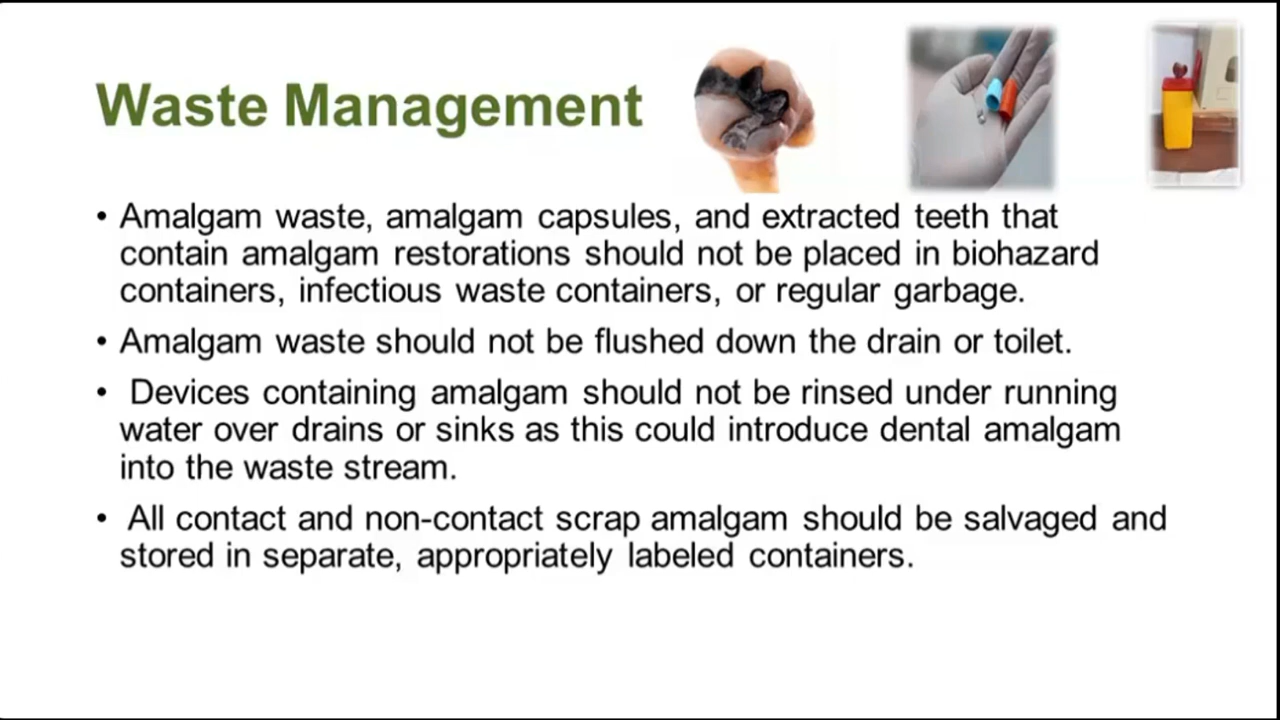 Waste Management
• Amalgam waste, amalgam capsules, and extracted teeth that
contain amalgam restorations should not be placed in biohazard
containers, infectious waste containers, or regular garbage.
• Amalgam waste should not be flushed down the drain or toilet.
• Devices containing amalgam should not be rinsed under running
water over drains or sinks as this could introduce dental amalgam
into the waste stream.
• All contact and non-contact scrap amalgam should be salvaged and
stored in separate, appropriately labeled containers.